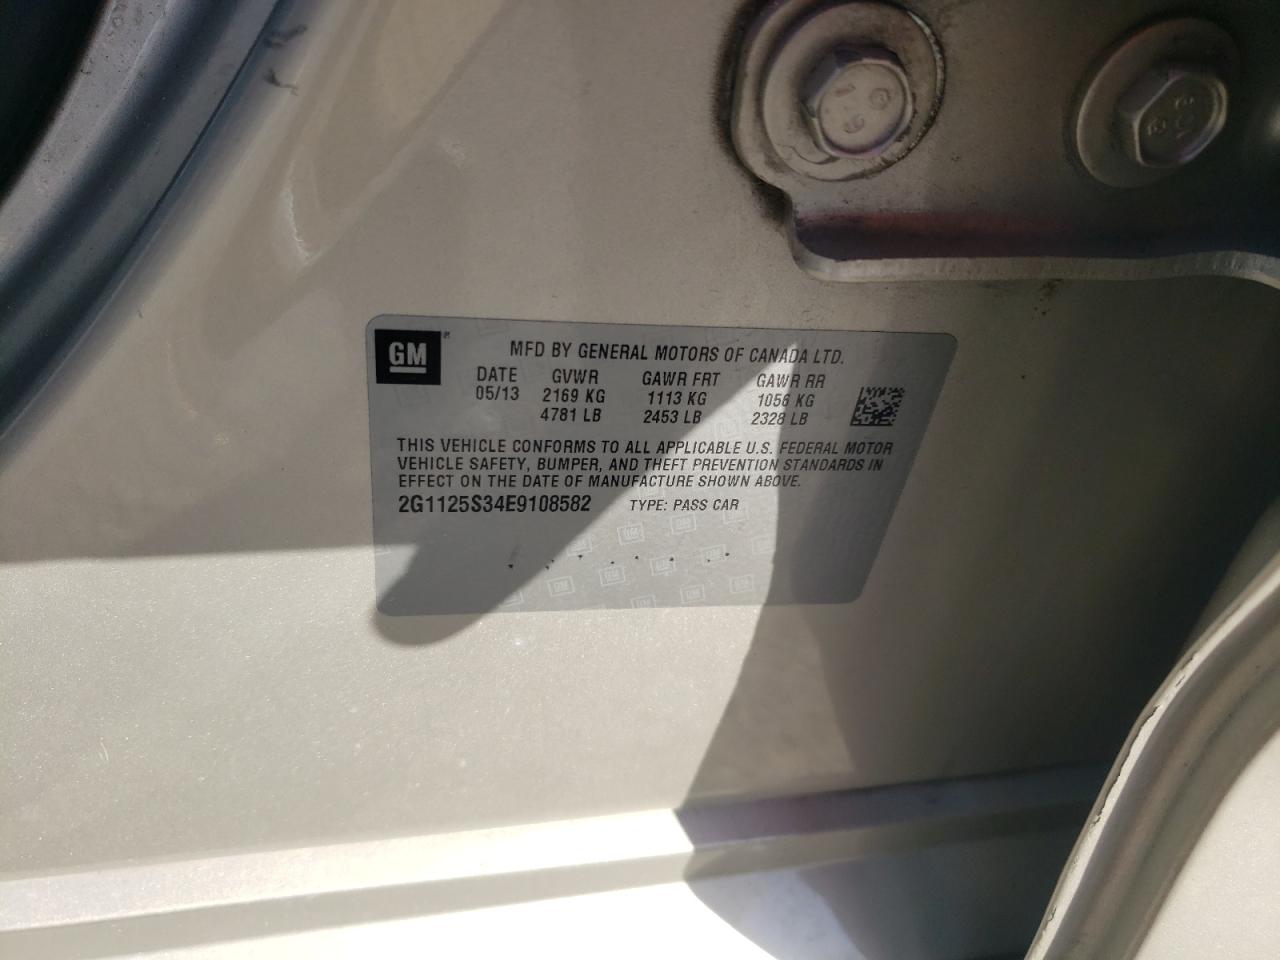 GM
MFD BY GENERAL MOTORS OF CANADA LTD.
DATE GVWR GAWR FRT GAWR RR
05/13 2169 KG 1113 KG 1056 KG
4781 LB 2453 LB 2328 LB
THIS VEHICLE CONFORMS TO ALL APPLICABLE U.S. FEDERAL MOTOR
VEHICLE SAFETY, BUMPER, AND THEFT PREVENTION STANDARDS IN
EFFECT ON THE DATE OF MANUFACTURE SHOWN ABOVE.
2G1125S34E9108582 TYPE: PASS CAR